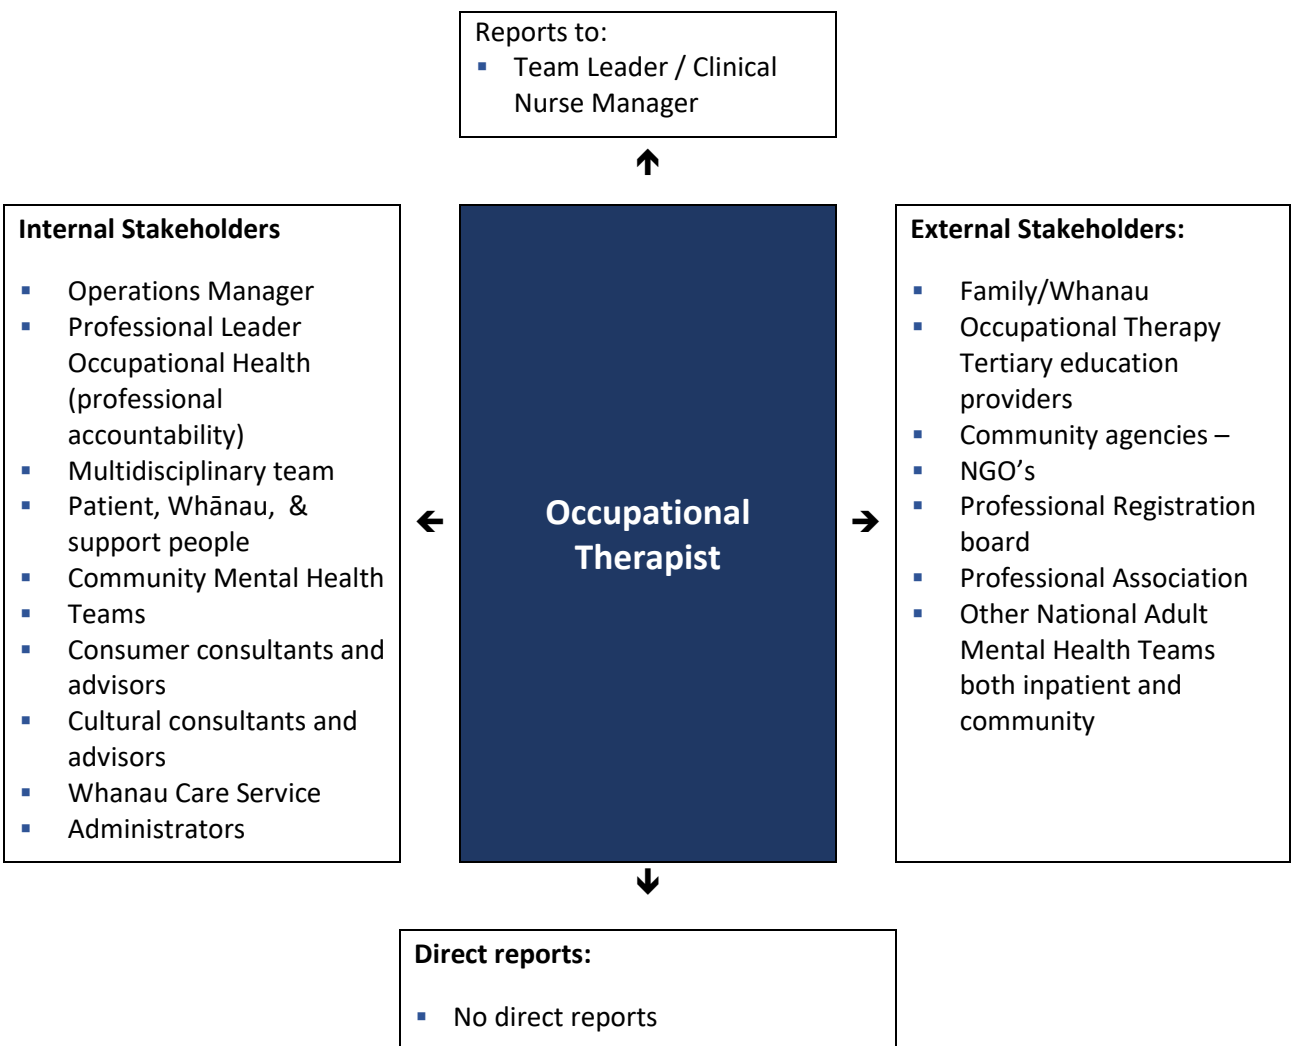 Reports to:
▪ Team Leader / Clinical
Nurse Manager
🡱
Internal Stakeholders
▪ Operations Manager
▪ Professional Leader
Occupational Health
(professional
accountability)
▪ Multidisciplinary team
▪ Patient, Whānau, & 
support people
▪ Community Mental Health
▪ Teams
▪ Consumer consultants and
advisors
▪ Cultural consultants and
advisors
▪ Whanau Care Service
▪ Administrators
🡰
Occupational
Therapist
🡲
External Stakeholders:
▪ Family/Whanau
▪ Occupational Therapy
Tertiary education
providers
▪ Community agencies –
▪ NGO’s
▪ Professional Registration
board
▪ Professional Association
▪ Other National Adult
Mental Health Teams
both inpatient and
community
🡳
Direct reports:
▪ No direct reports